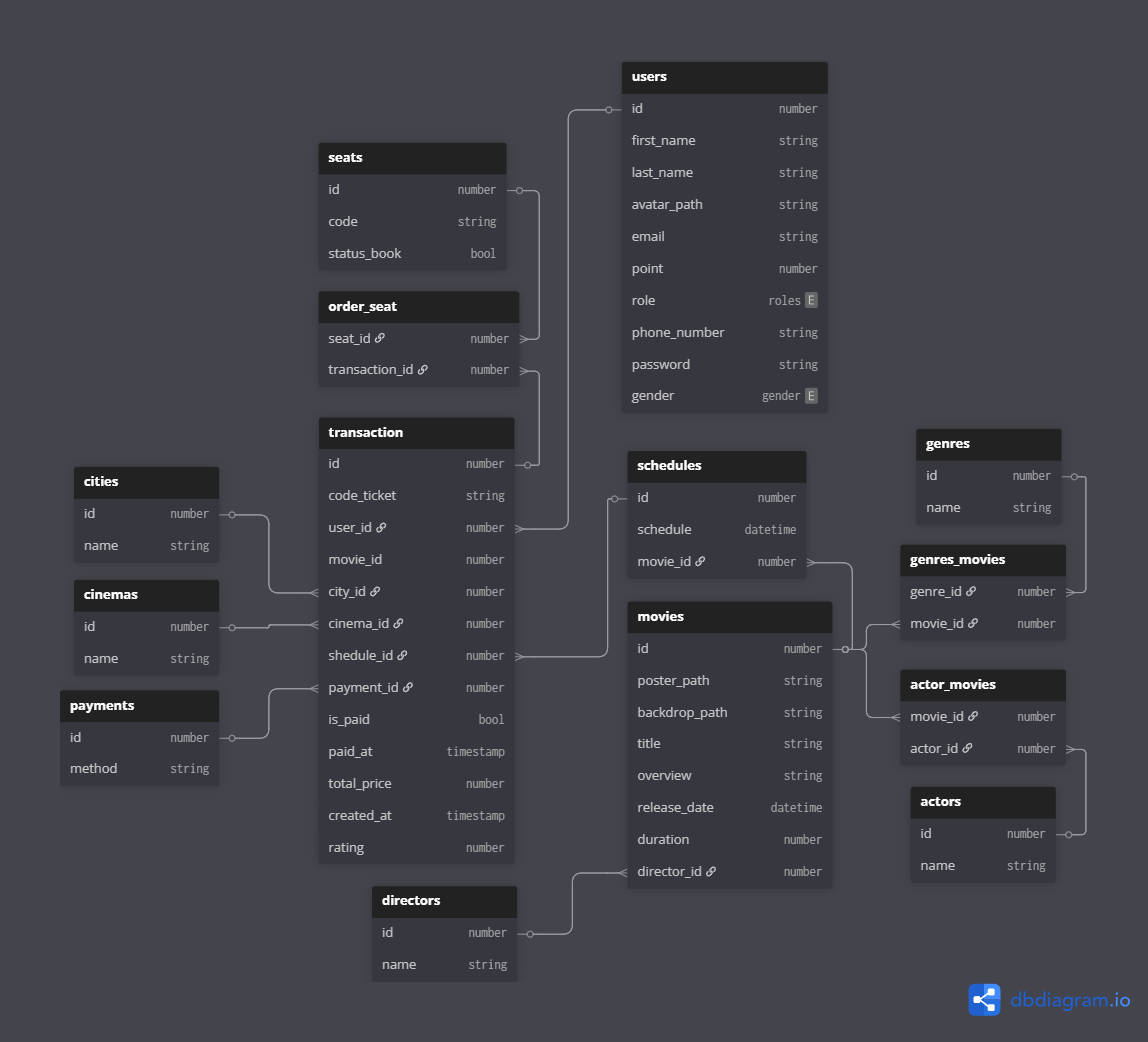 users
id number
first_name string
last_name string
avatar_path string
email string
point number
role roles E
phone_number string
password string
gender gender E
seats
id number
code string
status_book bool
order_seat
seat_id number
transaction_id number
transaction
id number
code_ticket string
user_id number
movie_id number
city_id number
cinema_id number
shedule_id number
payment_id number
is_paid bool
paid_at timestamp
total_price number
created_at timestamp
rating number
cities
id number
name string
cinemas
id number
name string
payments
id number
method string
schedules
id number
schedule datetime
movie_id number
movies
id number
poster_path string
backdrop_path string
title string
overview string
release_date datetime
duration number
director_id number
genres
id number
name string
genres_movies
genre_id number
movie_id number
actor_movies
movie_id number
actor_id number
actors
id number
name string
directors
id number
name string
dbdiagram.io